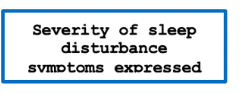 Severity of sleep
disturbance
symptoms expressed